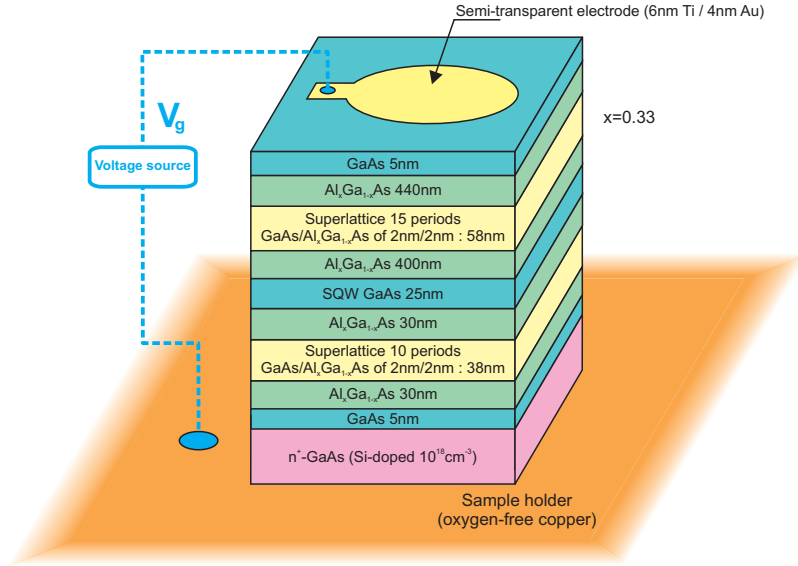 Semi-transparent electrode (6nm Ti / 4nm Au)
V_g
Voltage source
x=0.33
GaAs 5nm
AlₓGa₁₋ₓAs 440nm
Superlattice 15 periods
GaAs/AlₓGa₁₋ₓAs of 2nm/2nm : 58nm
AlₓGa₁₋ₓAs 400nm
SQW GaAs 25nm
AlₓGa₁₋ₓAs 30nm
Superlattice 10 periods
GaAs/AlₓGa₁₋ₓAs of 2nm/2nm : 38nm
AlₓGa₁₋ₓAs 30nm
GaAs 5nm
n⁺-GaAs (Si-doped 10¹⁸cm⁻³)
Sample holder
(oxygen-free copper)